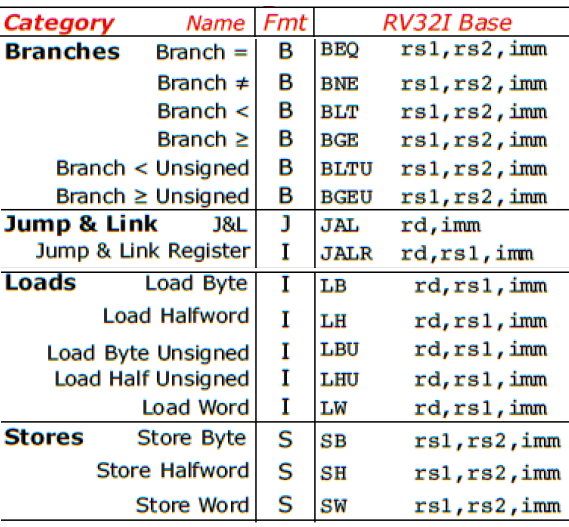 Category Name Fmt RV32I Base
Branches Branch = B BEQ rs1,rs2,imm
Branch ≠ B BNE rs1,rs2,imm
Branch < B BLT rs1,rs2,imm
Branch ≥ B BGE rs1,rs2,imm
Branch < Unsigned B BLTU rs1,rs2,imm
Branch ≥ Unsigned B BGEU rs1,rs2,imm
Jump & Link J&L J JAL rd,imm
Jump & Link Register I JALR rd,rs1,imm
Loads Load Byte I LB rd,rs1,imm
Load Halfword I LH rd,rs1,imm
Load Byte Unsigned I LBU rd,rs1,imm
Load Half Unsigned I LHU rd,rs1,imm
Load Word I LW rd,rs1,imm
Stores Store Byte S SB rs1,rs2,imm
Store Halfword S SH rs1,rs2,imm
Store Word S SW rs1,rs2,imm